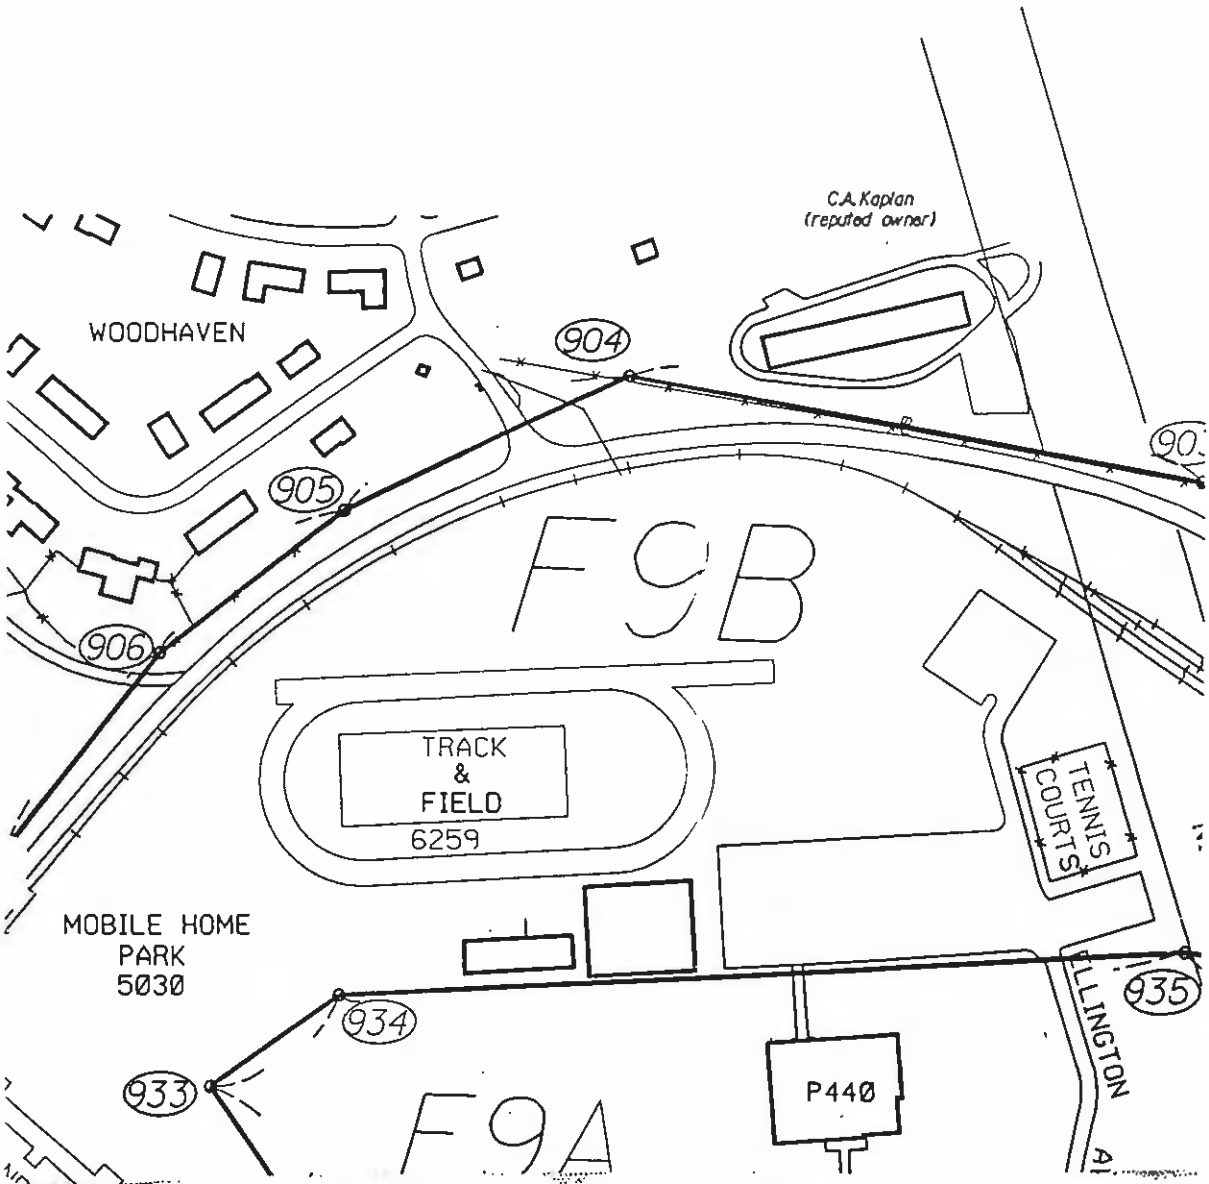 C.A. Kaplan
(reputed owner)
WOODHAVEN
904
903
905
906
F9B
TRACK
&
FIELD
6259
TENNIS
COURTS
MOBILE HOME
PARK
5030
934
935
ELLINGTON
933
P440
F9A